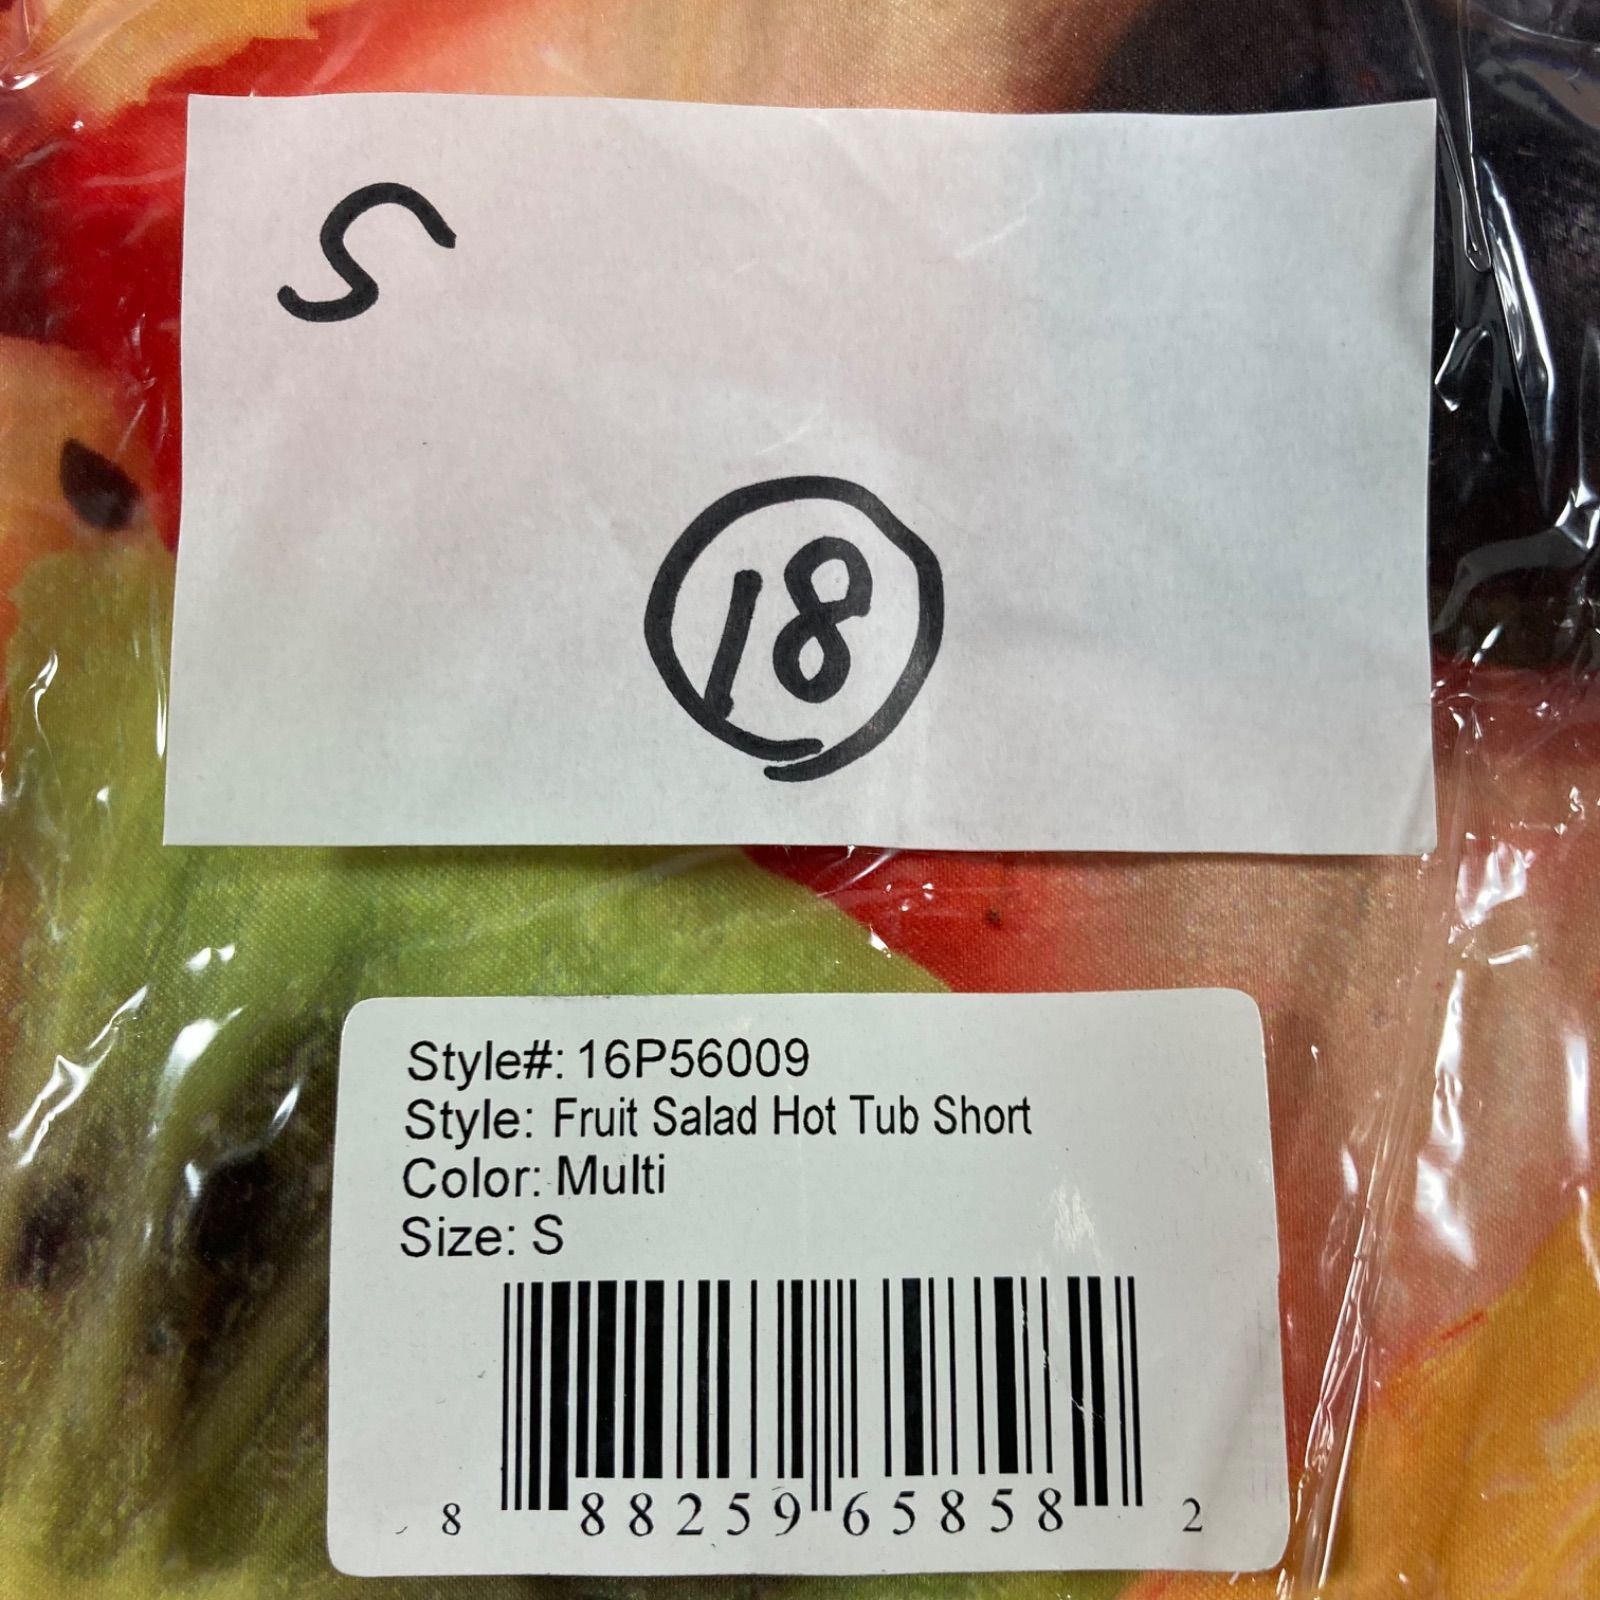 S
18
Style#: 16P56009
Style: Fruit Salad Hot Tub Short
Color: Multi
Size: S
8 88259 65858 2